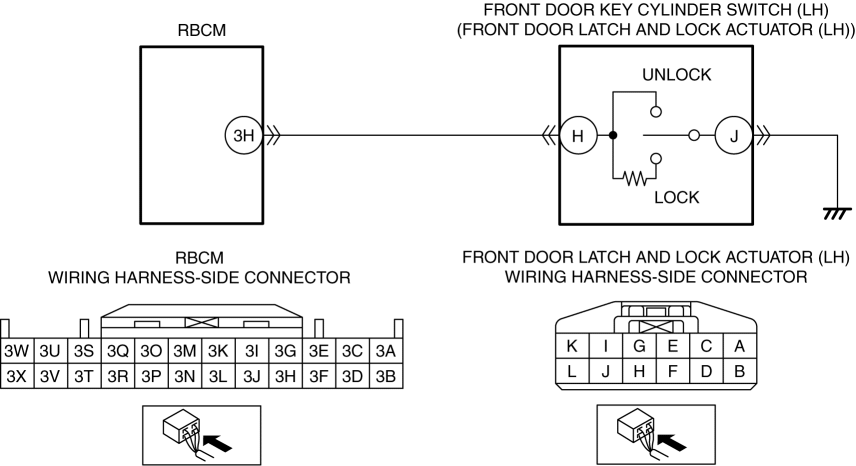 RBCM
FRONT DOOR KEY CYLINDER SWITCH (LH)
(FRONT DOOR LATCH AND LOCK ACTUATOR (LH))
UNLOCK
3H
H
J
LOCK
RBCM
WIRING HARNESS-SIDE CONNECTOR
FRONT DOOR LATCH AND LOCK ACTUATOR (LH)
WIRING HARNESS-SIDE CONNECTOR
3W 3U 3S 3Q 3O 3M 3K 3I 3G 3E 3C 3A
3X 3V 3T 3R 3P 3N 3L 3J 3H 3F 3D 3B
K I G E C A
L J H F D B